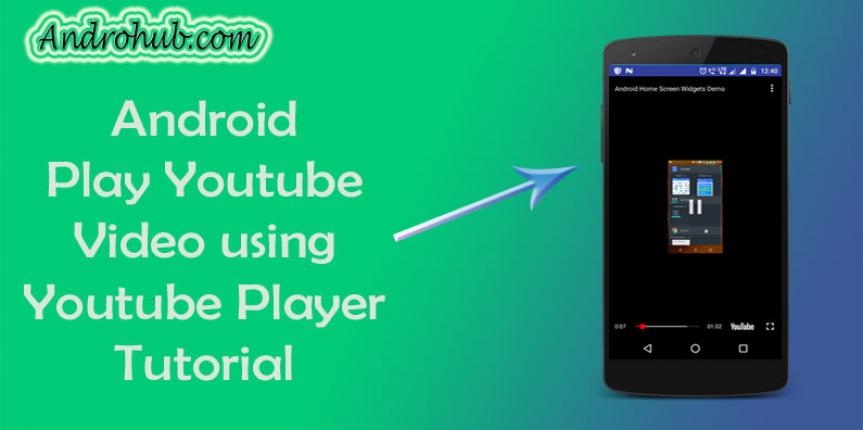 Androhub.com
Android
Play Youtube
Video using
Youtube Player
Tutorial
LTE
12:40
Android Home Screen Widgets Demo
0:07
01:02
YouTube